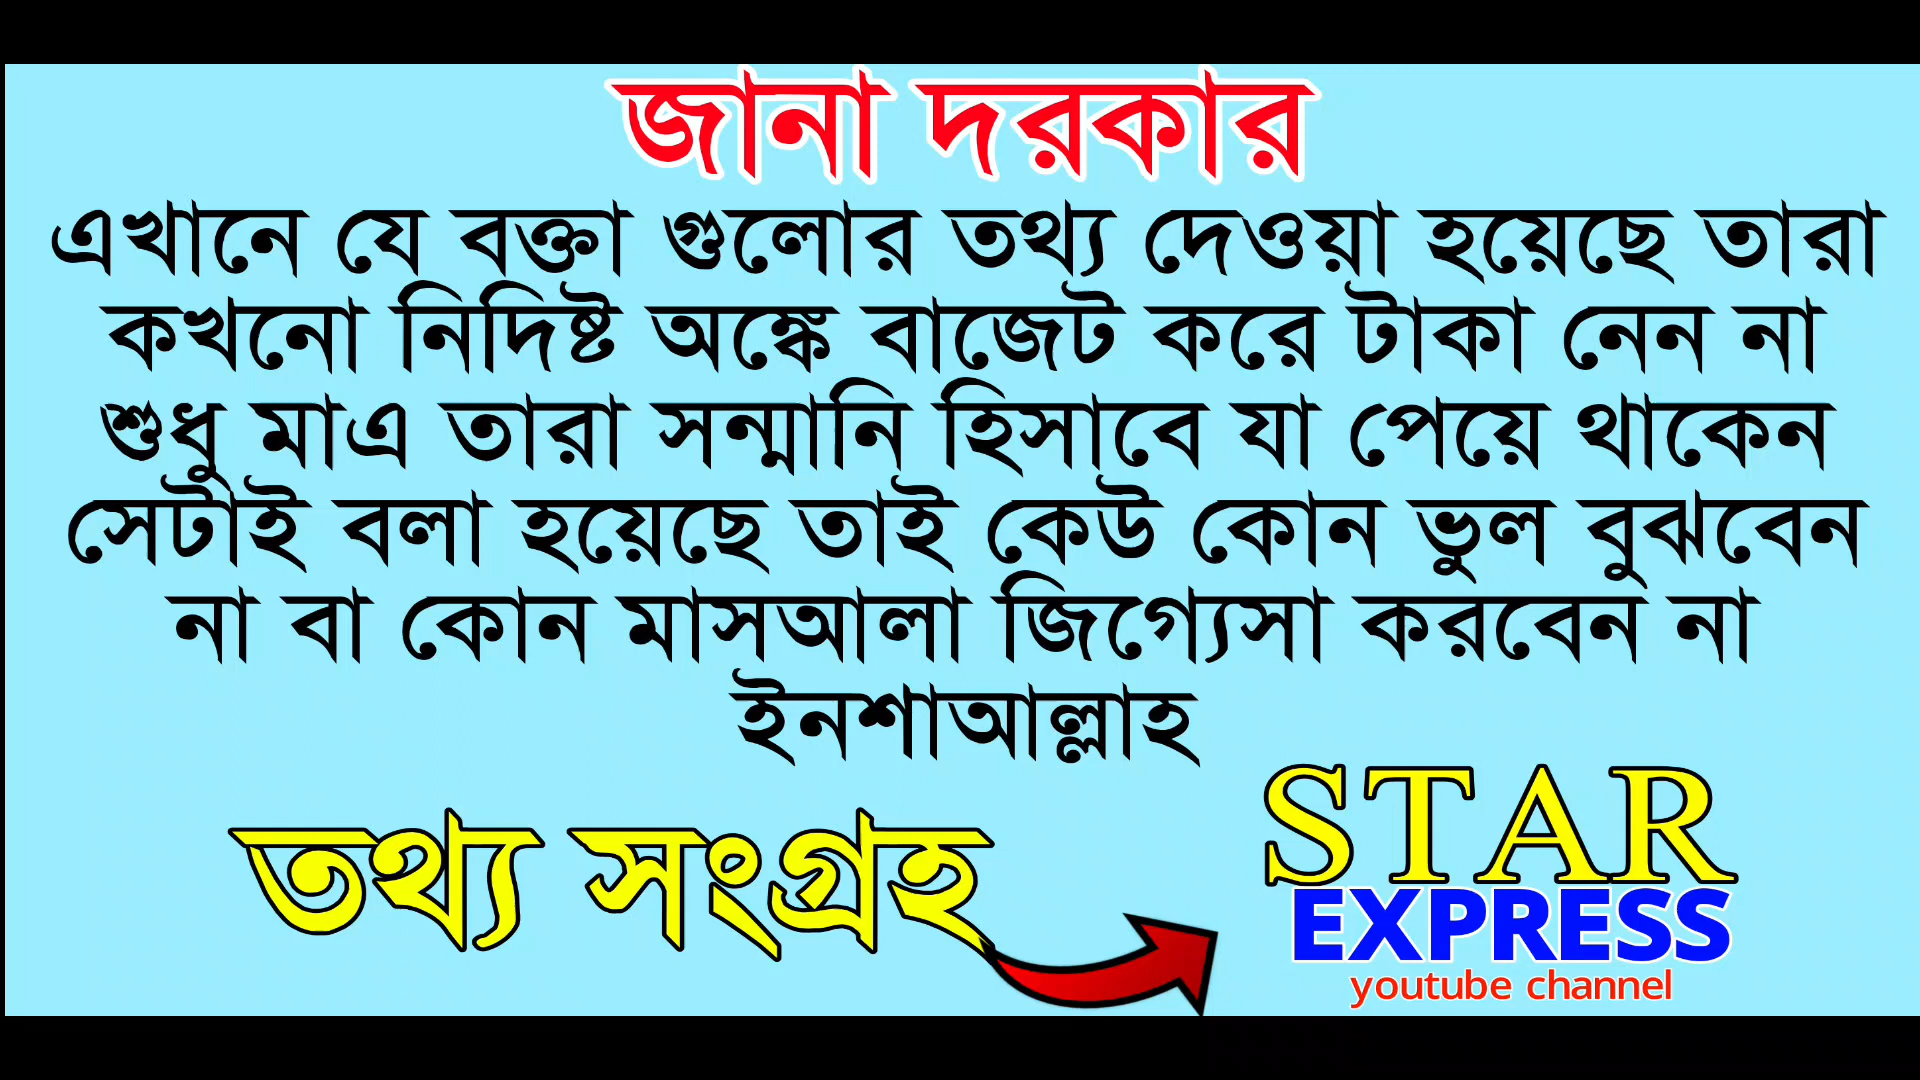 জানা দরকার
এখানে যে বক্তা গুলোর তথ্য দেওয়া হয়েছে তারা
কখনো নিদিষ্ট অঙ্কে বাজেট করে টাকা নেন না
শুধু মাএ তারা সন্মানি হিসাবে যা পেয়ে থাকেন
সেটাই বলা হয়েছে তাই কেউ কোন ভুল বুঝবেন
না বা কোন মাসআলা জিগ্যেসা করবেন না
ইনশাআল্লাহ
তথ্য সংগ্রহ
STAR
EXPRESS
youtube channel